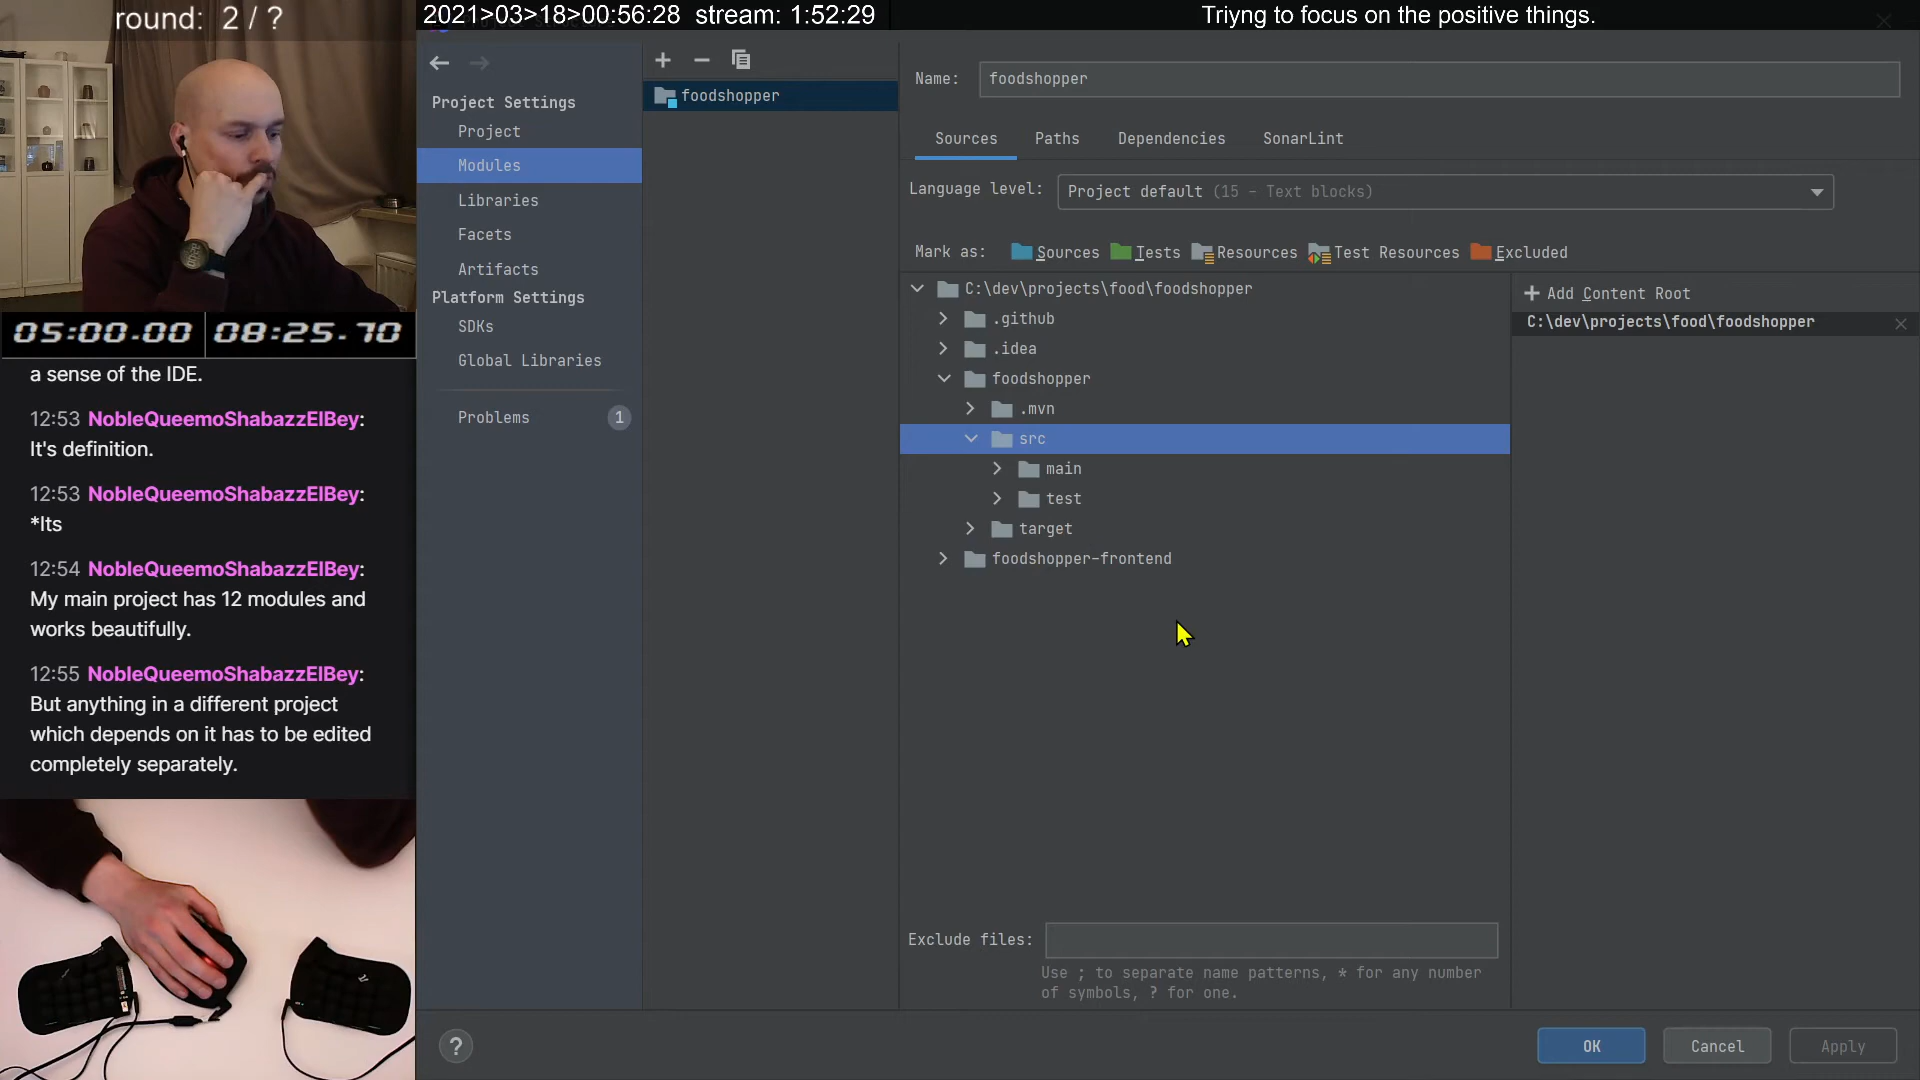 round: 2 / ?
2021>03>18>00:56:28 stream: 1:52:29
Triyng to focus on the positive things.
05:00.00 08:25.70
a sense of the IDE.
12:53 NobleQueemoShabazzElBey:
It's definition.
12:53 NobleQueemoShabazzElBey:
*Its
12:54 NobleQueemoShabazzElBey:
My main project has 12 modules and
works beautifully.
12:55 NobleQueemoShabazzElBey:
But anything in a different project
which depends on it has to be edited
completely separately.
Project Settings
Project
Modules
Libraries
Facets
Artifacts
Platform Settings
SDKs
Global Libraries
Problems 1
foodshopper
Name: foodshopper
Sources Paths Dependencies SonarLint
Language level: Project default (15 - Text blocks)
Mark as: Sources Tests Resources Test Resources Excluded
C:\dev\projects\food\foodshopper
.github
.idea
foodshopper
.mvn
src
main
test
target
foodshopper-frontend
+ Add Content Root
C:\dev\projects\food\foodshopper
Exclude files:
Use ; to separate name patterns, * for any number
of symbols, ? for one.
?
OK Cancel Apply